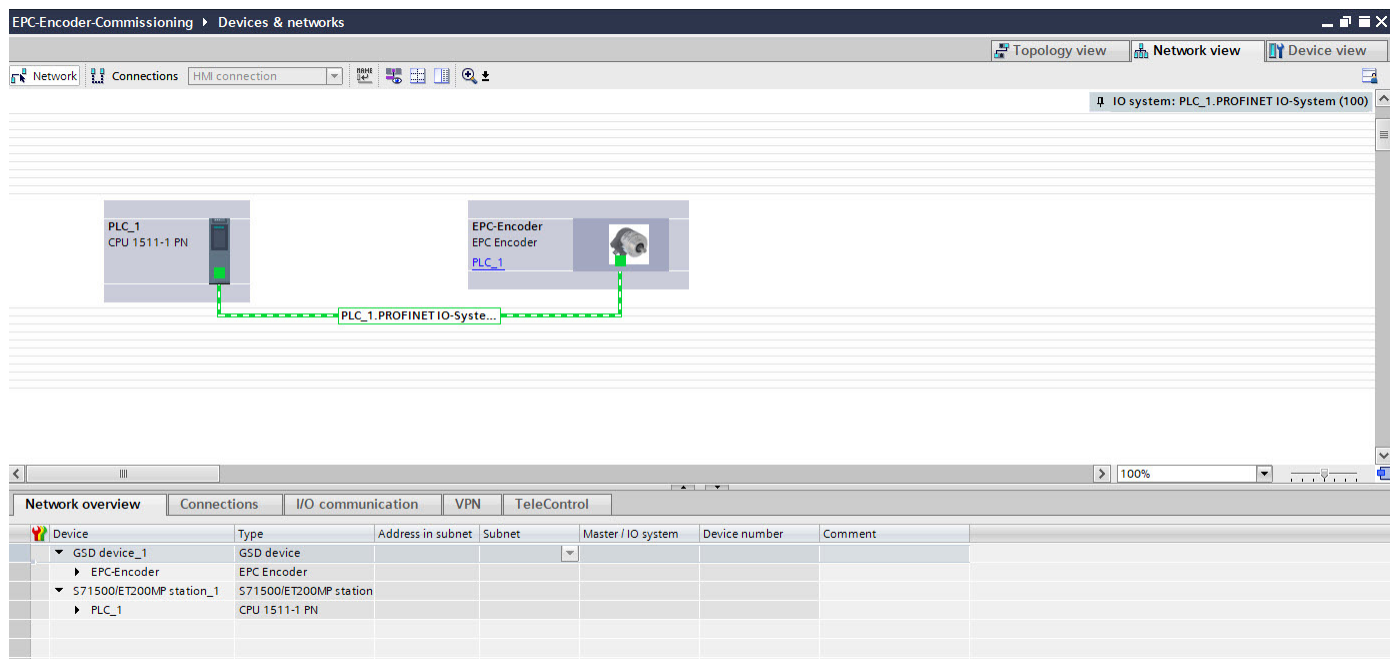 EPC-Encoder-Commissioning Devices & networks
Topology view Network view Device view
Network Connections HMI connection
IO system: PLC_1.PROFINET IO-System (100)
PLC_1
CPU 1511-1 PN
EPC-Encoder
EPC Encoder
PLC_1
PLC_1.PROFINET IO-Syste...
100%
Network overview Connections I/O communication VPN TeleControl
Device Type Address in subnet Subnet Master / IO system Device number Comment
GSD device_1 GSD device
EPC-Encoder EPC Encoder
S71500/ET200MP station_1 S71500/ET200MP station
PLC_1 CPU 1511-1 PN